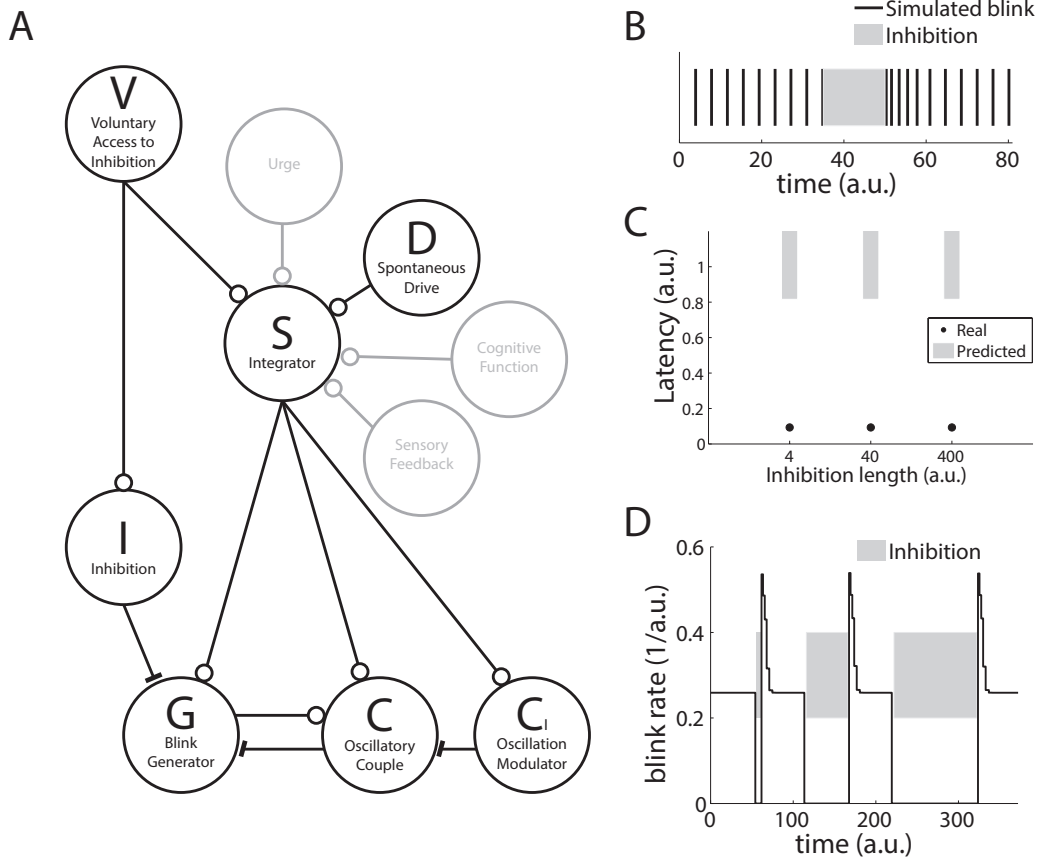 A
V
Voluntary
Access to
Inhibition
Urge
D
Spontaneous
Drive
S
Integrator
Cognitive
Function
Sensory
Feedback
I
Inhibition
G
Blink
Generator
C
Oscillatory
Couple
CI
Oscillation
Modulator
B
Simulated blink
Inhibition
0 20 40 60 80
time (a.u.)
C
Latency (a.u.)
1
0.8
0.6
0.4
0.2
0
Real
Predicted
4 40 400
Inhibition length (a.u.)
D
Inhibition
blink rate (1/a.u.)
0.6
0.4
0.2
0
0 100 200 300
time (a.u.)